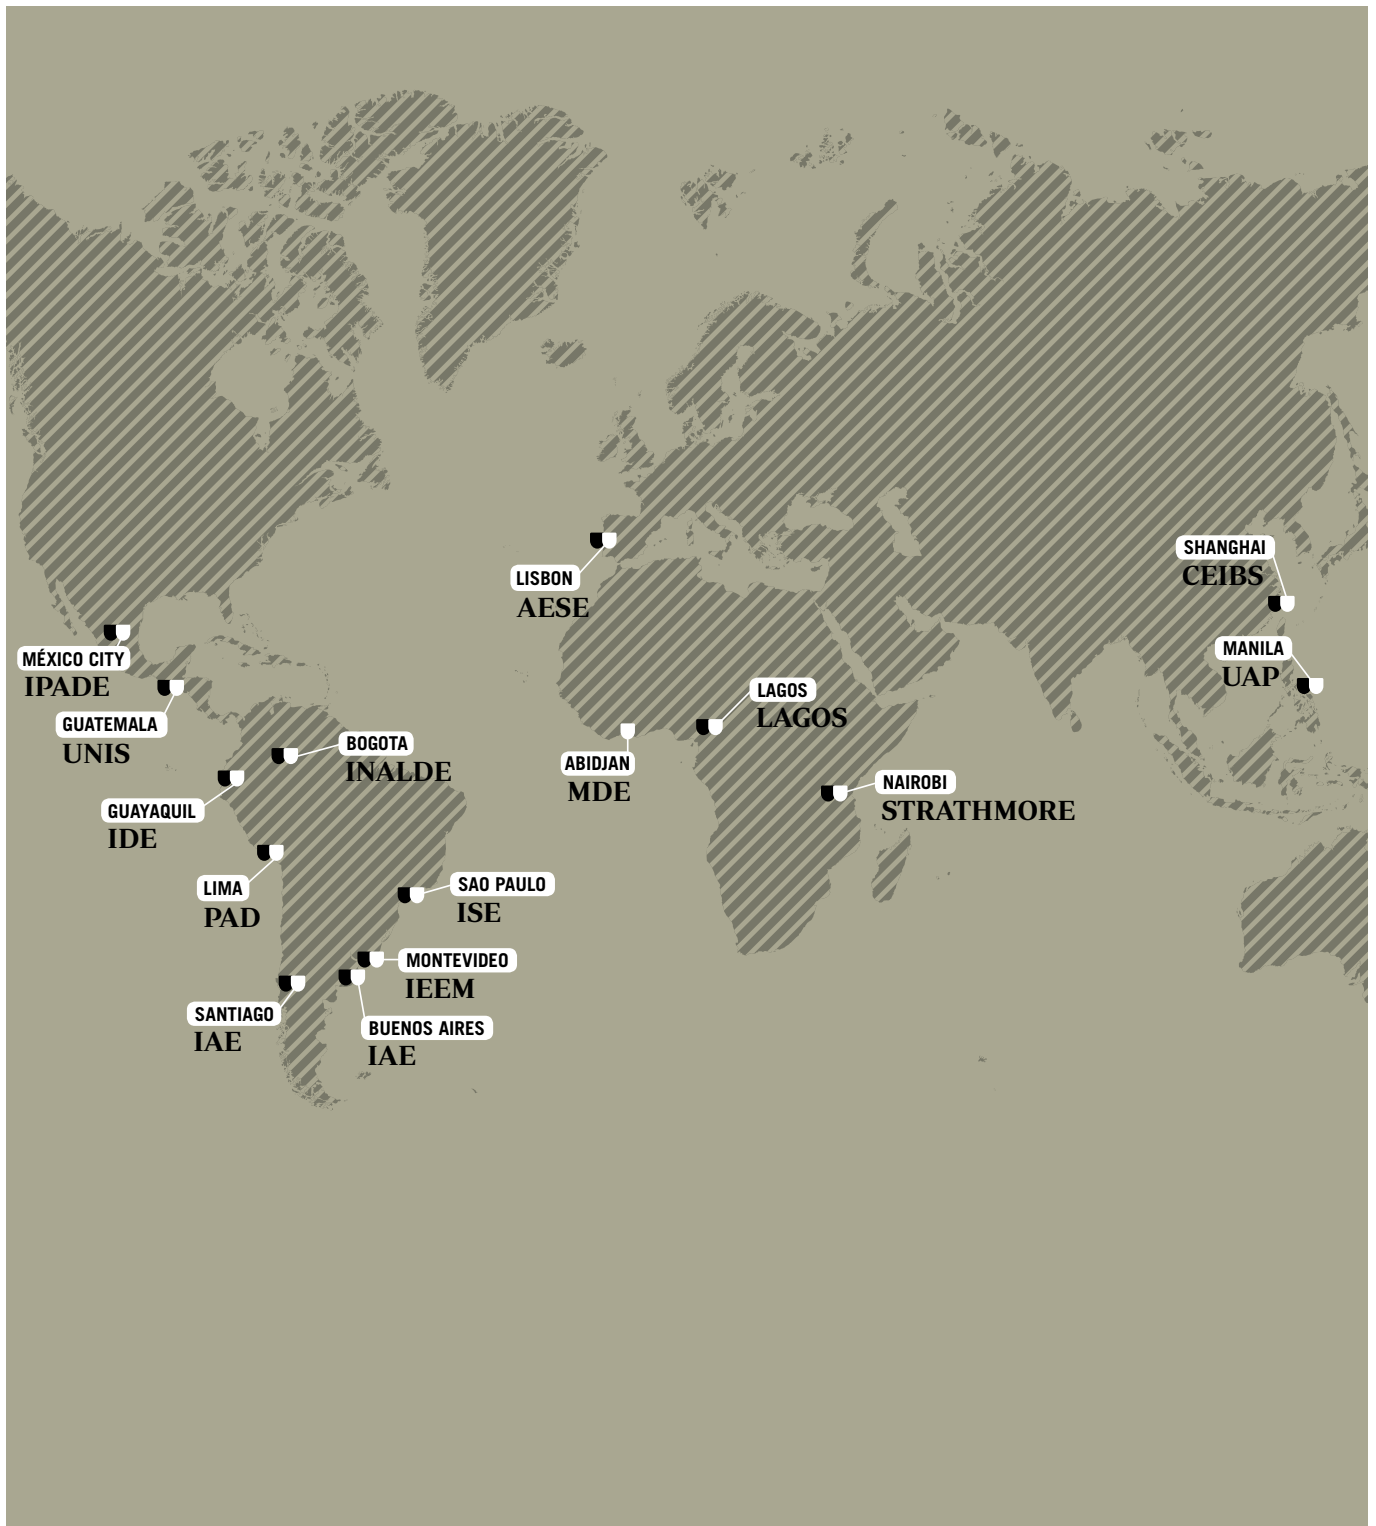 SHANGHAI
CEIBS
LISBON
AESE
MANILA
UAP
MÉXICO CITY
IPADE
LAGOS
LAGOS
GUATEMALA
UNIS
BOGOTA
INALDE
ABIDJAN
MDE
NAIROBI
STRATHMORE
GUAYAQUIL
IDE
LIMA
PAD
SAO PAULO
ISE
MONTEVIDEO
IEEM
SANTIAGO
IAE
BUENOS AIRES
IAE